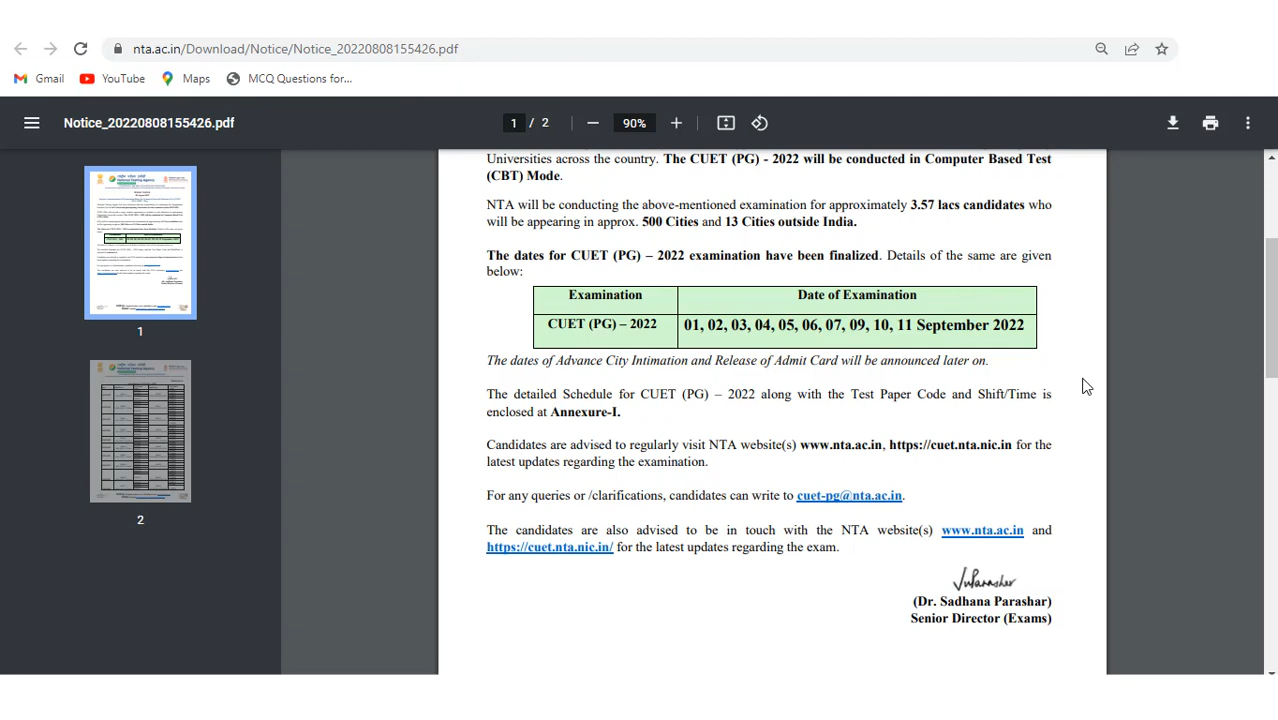 nta.ac.in/Download/Notice/Notice_20220808155426.pdf
Gmail YouTube Maps MCQ Questions for...
Notice_20220808155426.pdf 1 / 2 90%
Universities across the country. The CUET (PG) - 2022 will be conducted in Computer Based Test
(CBT) Mode.
NTA will be conducting the above-mentioned examination for approximately 3.57 lacs candidates who
will be appearing in approx. 500 Cities and 13 Cities outside India.
The dates for CUET (PG) – 2022 examination have been finalized. Details of the same are given
below:
Examination Date of Examination
CUET (PG) – 2022 01, 02, 03, 04, 05, 06, 07, 09, 10, 11 September 2022
The dates of Advance City Intimation and Release of Admit Card will be announced later on.
The detailed Schedule for CUET (PG) – 2022 along with the Test Paper Code and Shift/Time is
enclosed at Annexure-I.
Candidates are advised to regularly visit NTA website(s) www.nta.ac.in, https://cuet.nta.nic.in for the
latest updates regarding the examination.
For any queries or /clarifications, candidates can write to cuet-pg@nta.ac.in.
The candidates are also advised to be in touch with the NTA website(s) www.nta.ac.in and
https://cuet.nta.nic.in/ for the latest updates regarding the exam.
(Dr. Sadhana Parashar)
Senior Director (Exams)
1
2